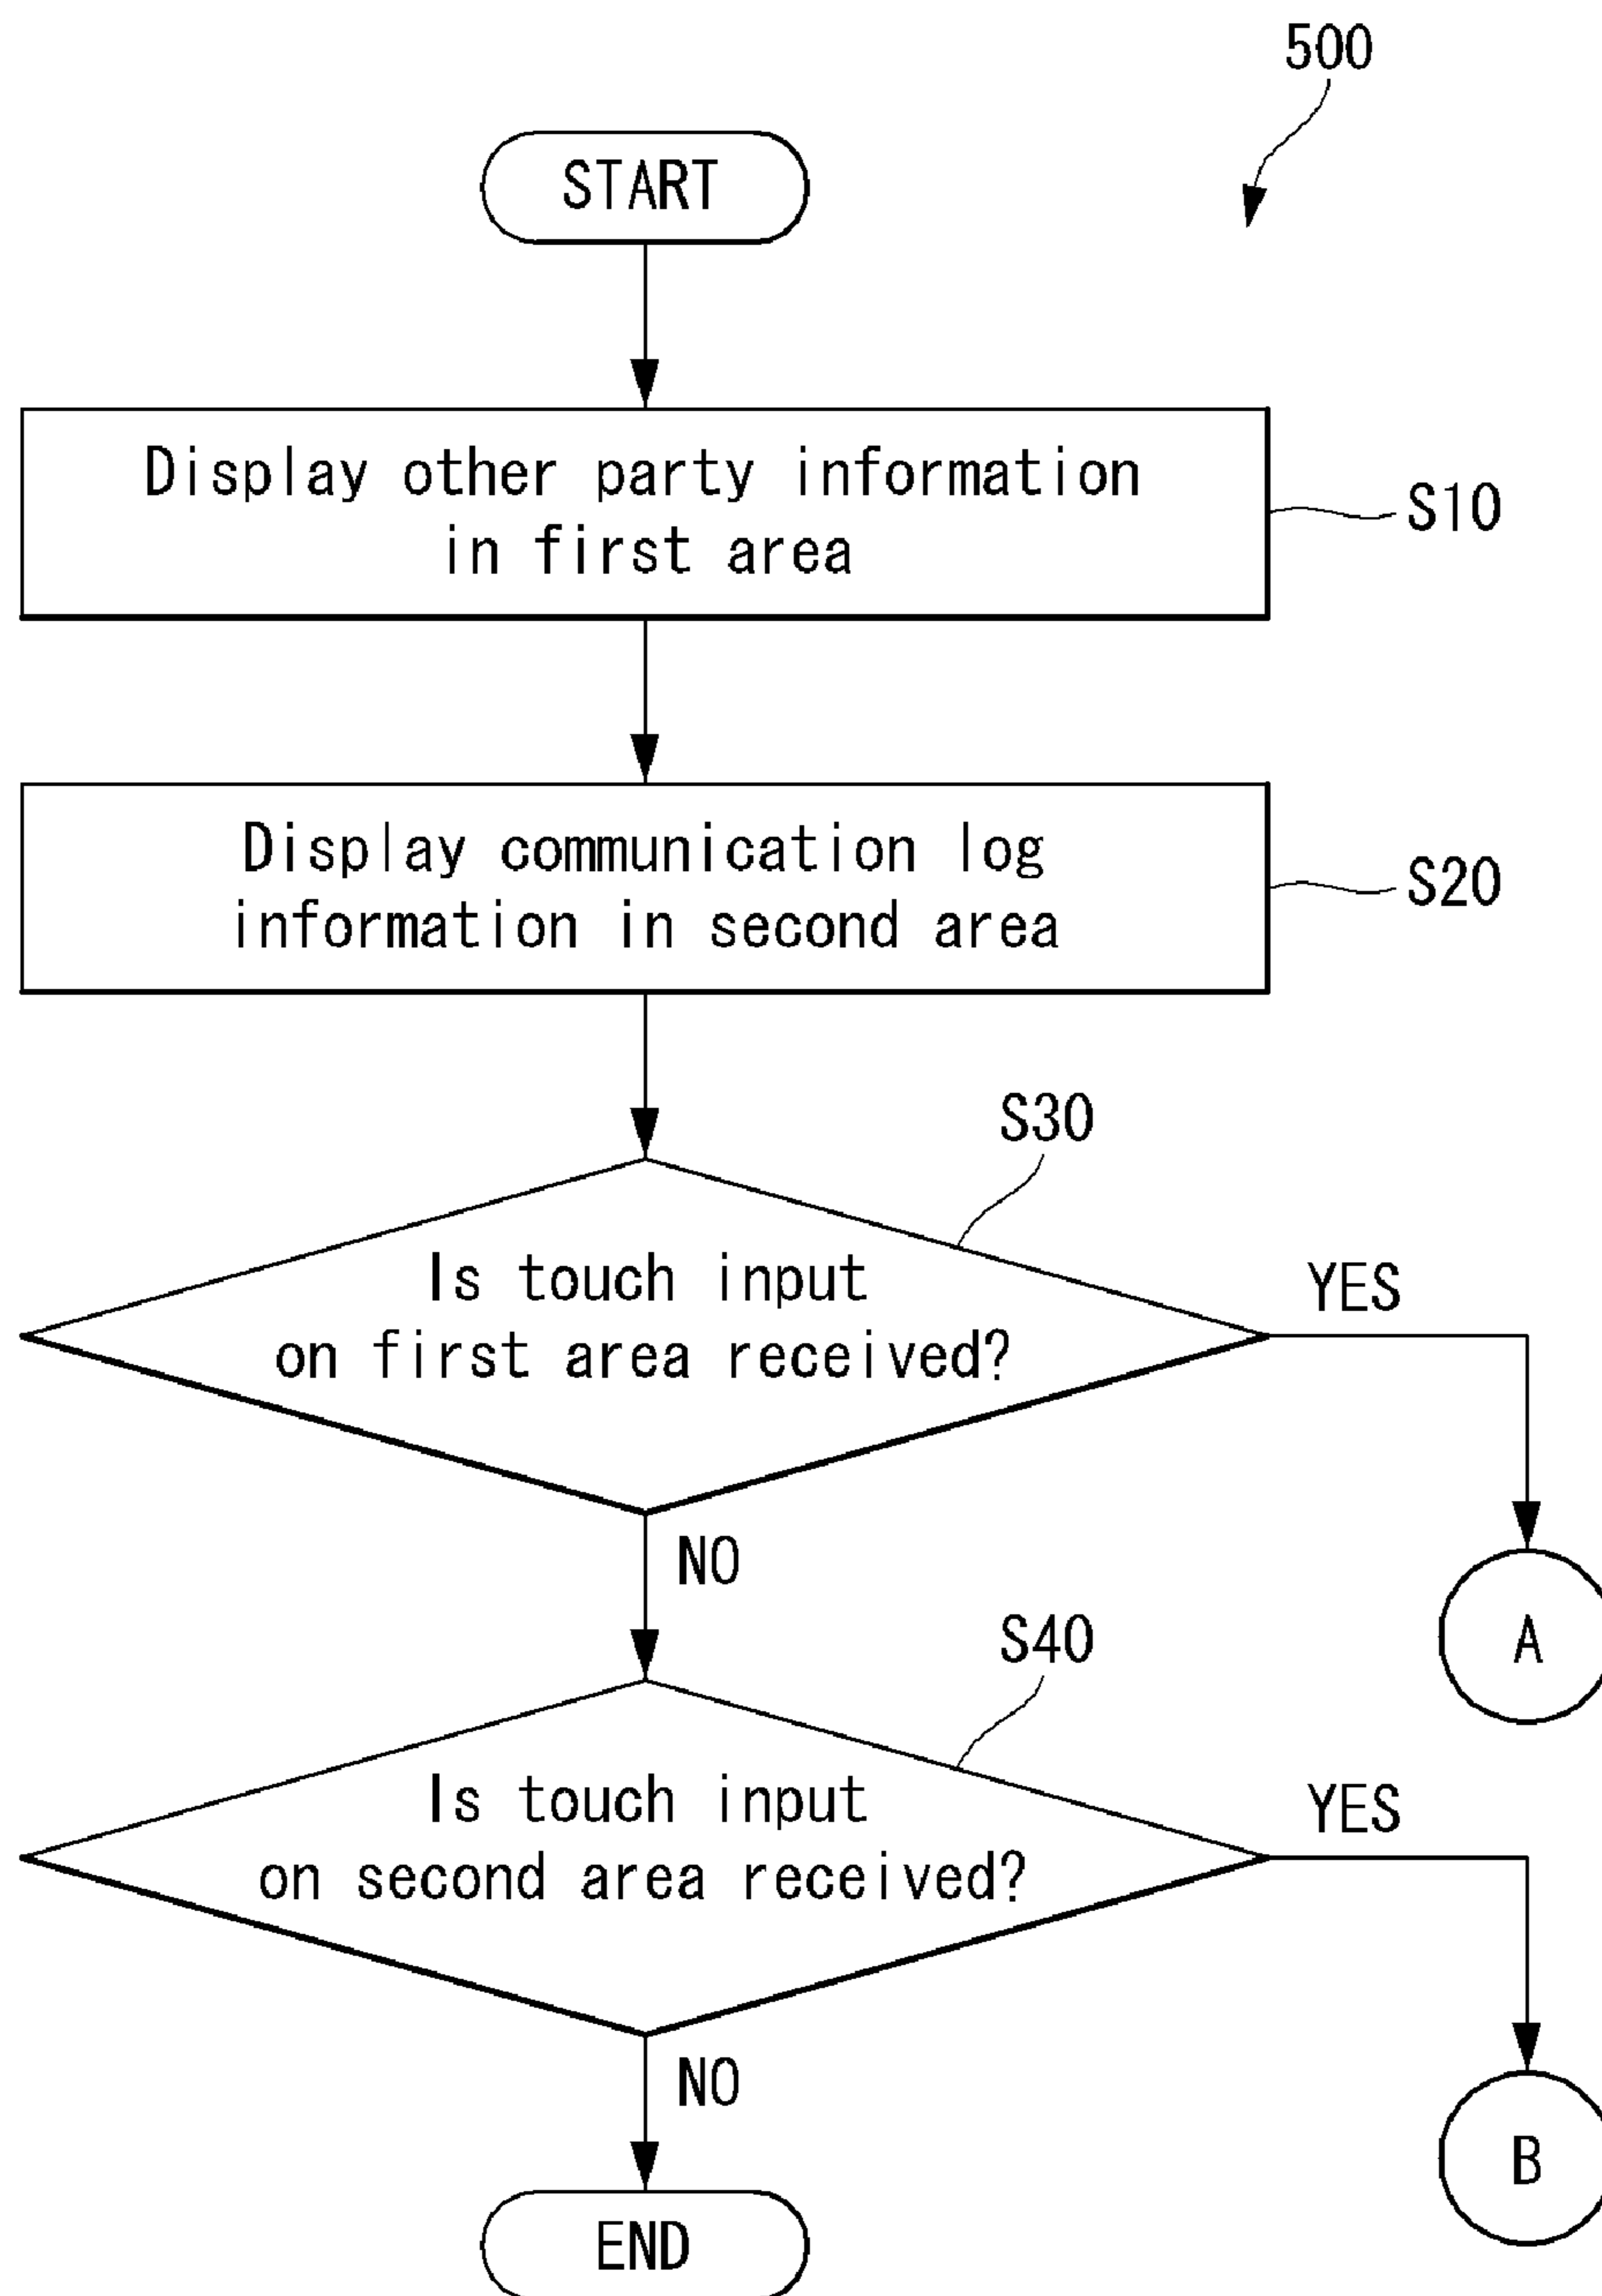 500
START
Display other party information
in first area
S10
Display communication log
information in second area
S20
S30
Is touch input
on first area received?
YES
NO
A
S40
Is touch input
on second area received?
YES
NO
B
END